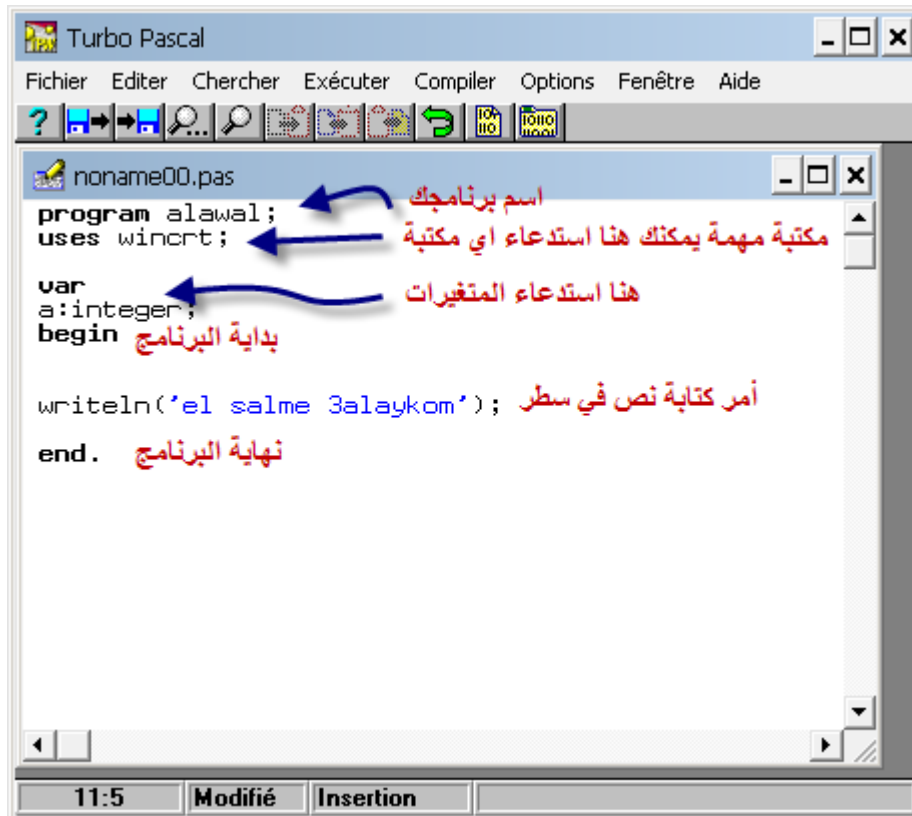 Turbo Pascal
Fichier Editer Chercher Exécuter Compiler Options Fenêtre Aide
noname00.pas
program alawal; اسم برنامجك
uses wincrt; مكتبة مهمة يمكنك هنا استدعاء اي مكتبة
var
a:integer; هنا استدعاء المتغيرات
begin بداية البرنامج
writeln('el salme 3alaykom'); أمر كتابة نص في سطر
end. نهاية البرنامج
11:5 Modifié Insertion